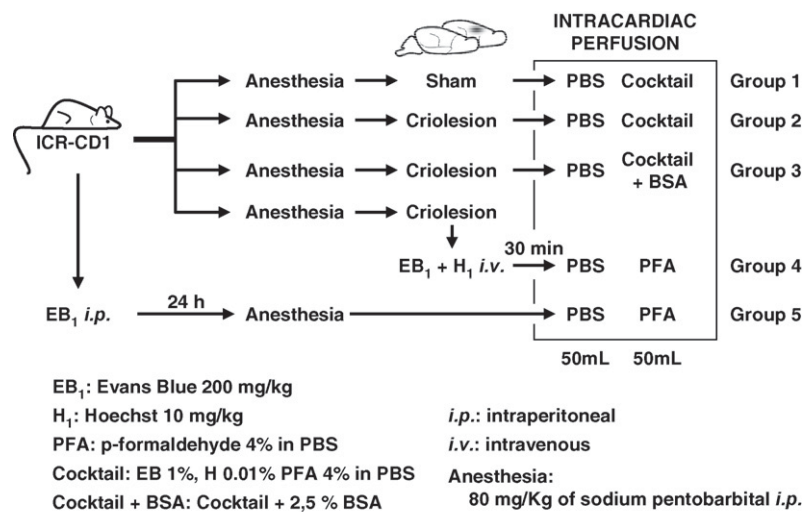 INTRACARDIAC
PERFUSION
Anesthesia Sham PBS Cocktail Group 1
ICR-CD1
Anesthesia Criolesion PBS Cocktail Group 2
Anesthesia Criolesion PBS Cocktail + BSA Group 3
Anesthesia Criolesion
EB₁ + H₁ i.v. 30 min PBS PFA Group 4
EB₁ i.p. 24 h Anesthesia PBS PFA Group 5
50mL 50mL
EB₁: Evans Blue 200 mg/kg
H₁: Hoechst 10 mg/kg
PFA: p-formaldehyde 4% in PBS
Cocktail: EB 1%, H 0.01% PFA 4% in PBS
Cocktail + BSA: Cocktail + 2,5 % BSA
i.p.: intraperitoneal
i.v.: intravenous
Anesthesia:
80 mg/Kg of sodium pentobarbital i.p.